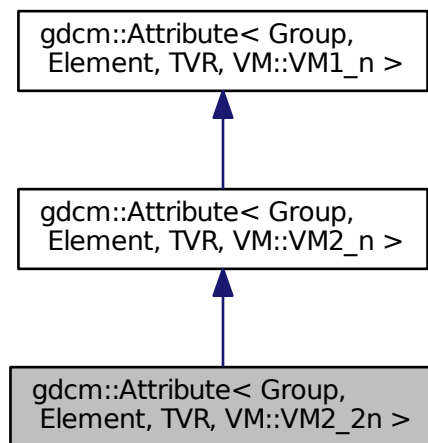 gdcm::Attribute< Group,
Element, TVR, VM::VM1_n >
gdcm::Attribute< Group,
Element, TVR, VM::VM2_n >
gdcm::Attribute< Group,
Element, TVR, VM::VM2_2n >